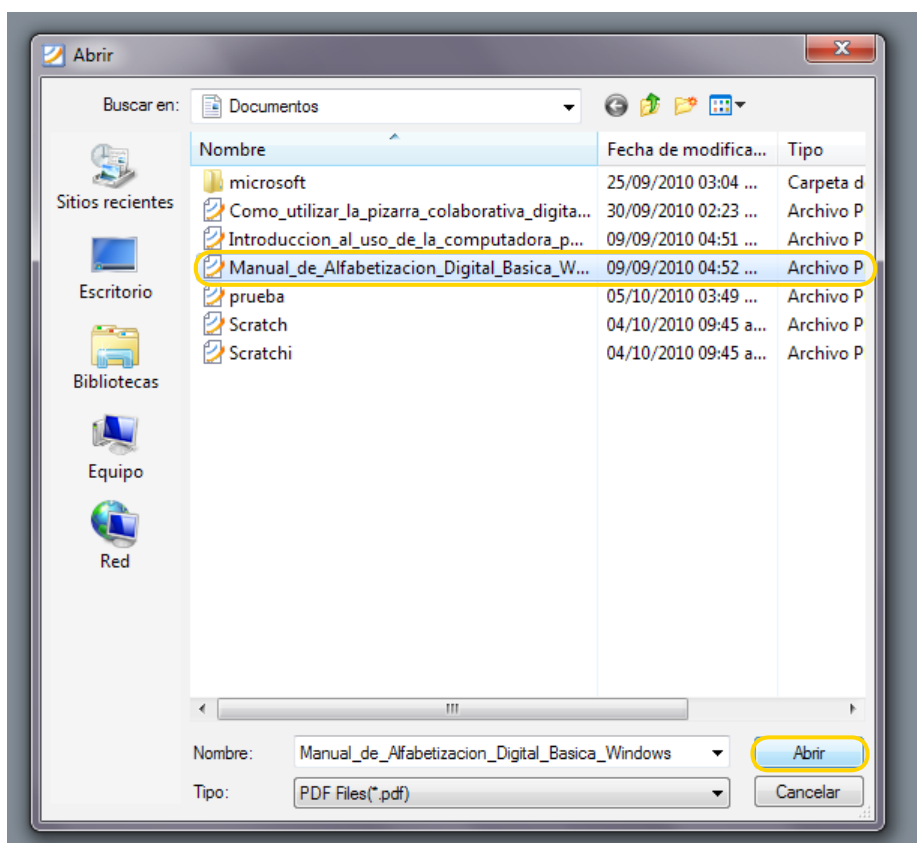 Abrir
Buscar en: Documentos
Nombre Fecha de modifica... Tipo
microsoft 25/09/2010 03:04 ... Carpeta d
Como_utilizar_la_pizarra_colaborativa_digita... 30/09/2010 02:23 ... Archivo P
Introduccion_al_uso_de_la_computadora_p... 09/09/2010 04:51 ... Archivo P
Manual_de_Alfabetizacion_Digital_Basica_W... 09/09/2010 04:52 ... Archivo P
prueba 05/10/2010 03:49 ... Archivo P
Scratch 04/10/2010 09:45 a... Archivo P
Scratchi 04/10/2010 09:45 a... Archivo P
Sitios recientes
Escritorio
Bibliotecas
Equipo
Red
Nombre: Manual_de_Alfabetizacion_Digital_Basica_Windows Abrir
Tipo: PDF Files(*.pdf) Cancelar